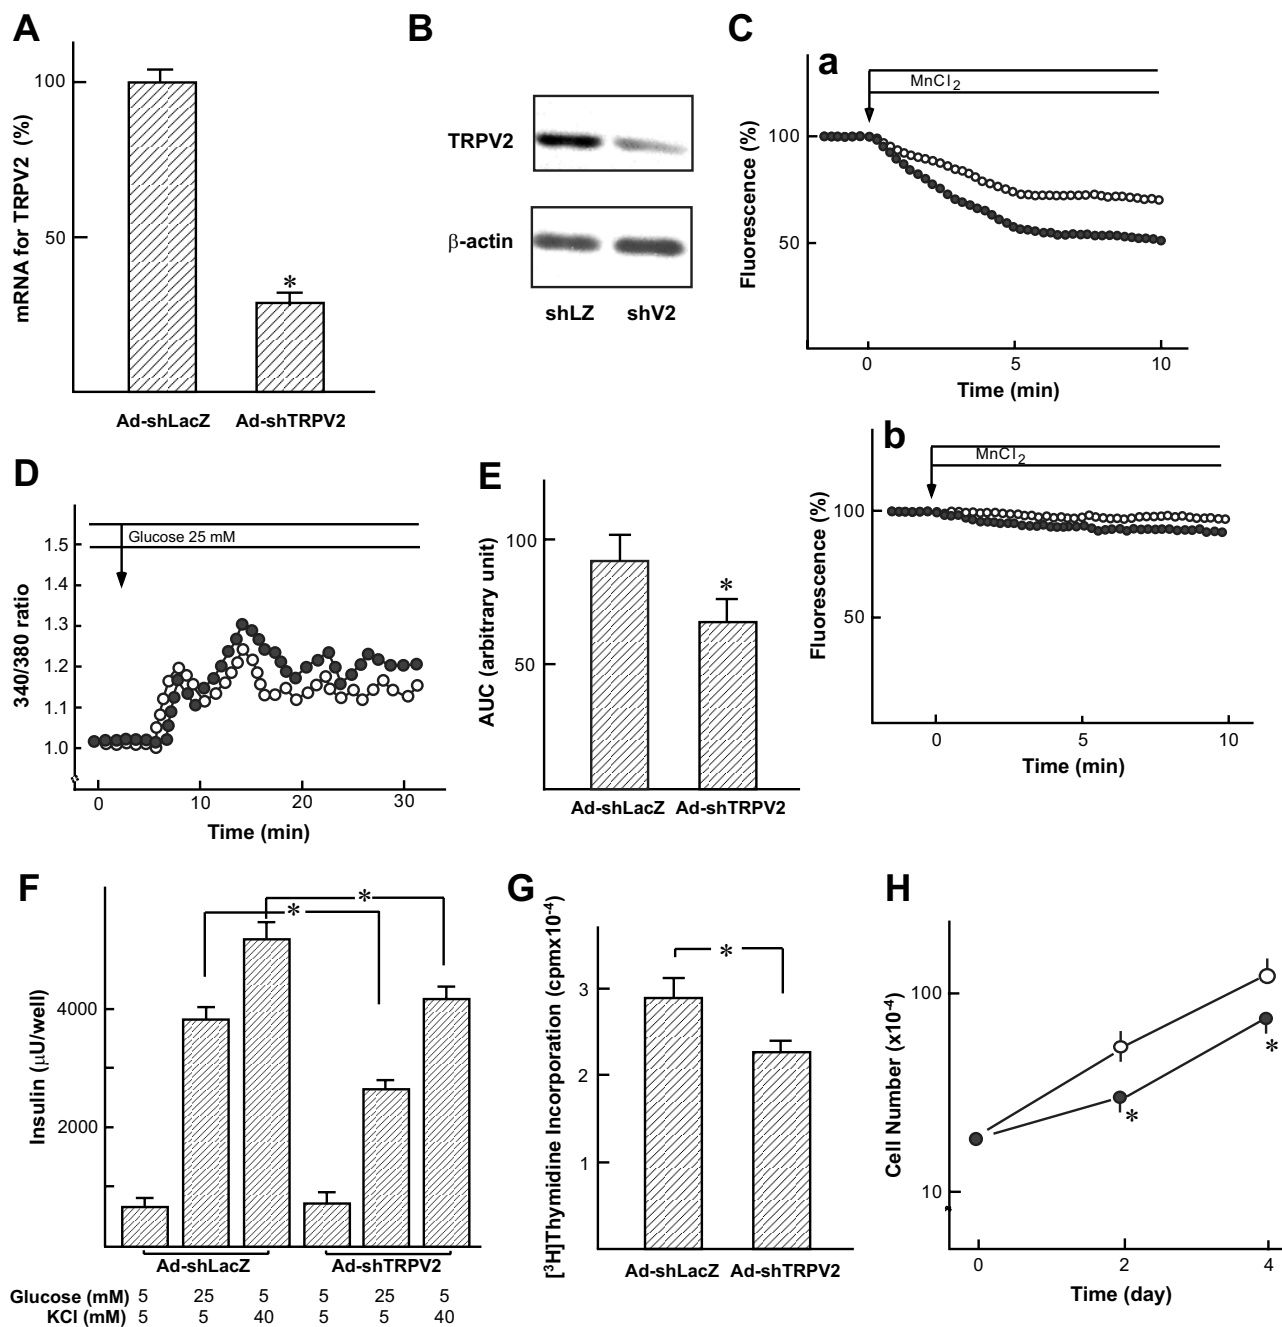 A
mRNA for TRPV2 (%)
100
50
*
Ad-shLacZ
Ad-shTRPV2
B
TRPV2
β-actin
shLZ
shV2
C
a
MnCl2
Fluorescence (%)
100
50
0
5
10
Time (min)
b
MnCl2
Fluorescence (%)
100
50
0
5
10
Time (min)
D
Glucose 25 mM
340/380 ratio
1.5
1.4
1.3
1.2
1.1
1.0
0
10
20
30
Time (min)
E
AUC (arbitrary unit)
100
50
*
Ad-shLacZ
Ad-shTRPV2
F
Insulin (μU/well)
4000
2000
*
*
Ad-shLacZ
Ad-shTRPV2
Glucose (mM) 5 25 5 5 25 5
KCl (mM) 5 5 40 5 5 40
G
[³H]Thymidine Incorporation (cpmx10⁻⁴)
3
2
1
*
Ad-shLacZ
Ad-shTRPV2
H
Cell Number (x10⁻⁴)
100
10
*
*
0
2
4
Time (day)